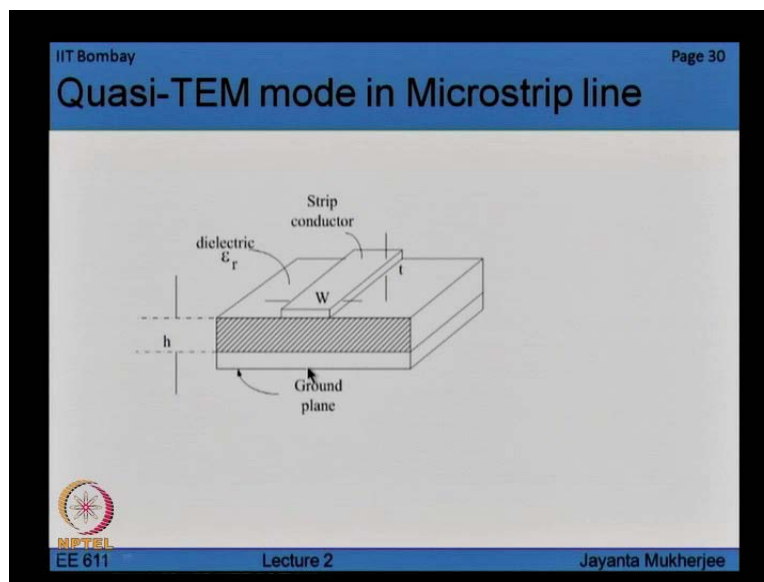 IIT Bombay
Page 30
Quasi-TEM mode in Microstrip line
Strip
conductor
dielectric
εr
t
W
h
Ground
plane
NPTEL
EE 611
Lecture 2
Jayanta Mukherjee